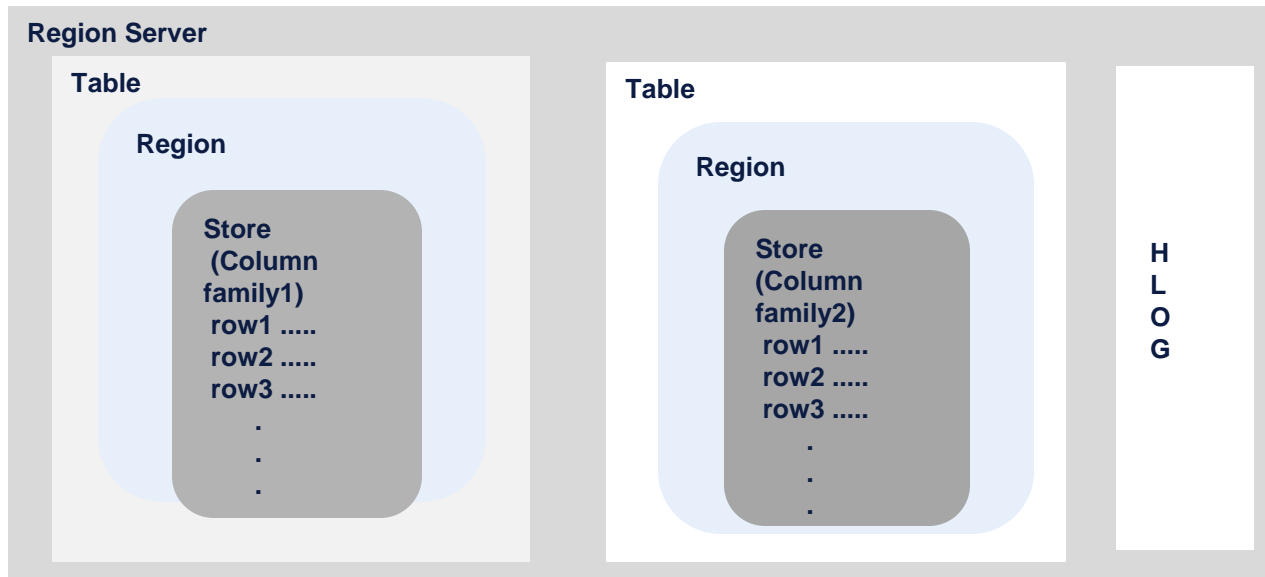 Region Server
Table
Region
Store
(Column
family1)
row1 .....
row2 .....
row3 .....
.
.
.
Table
Region
Store
(Column
family2)
row1 .....
row2 .....
row3 .....
.
.
.
H
L
O
G